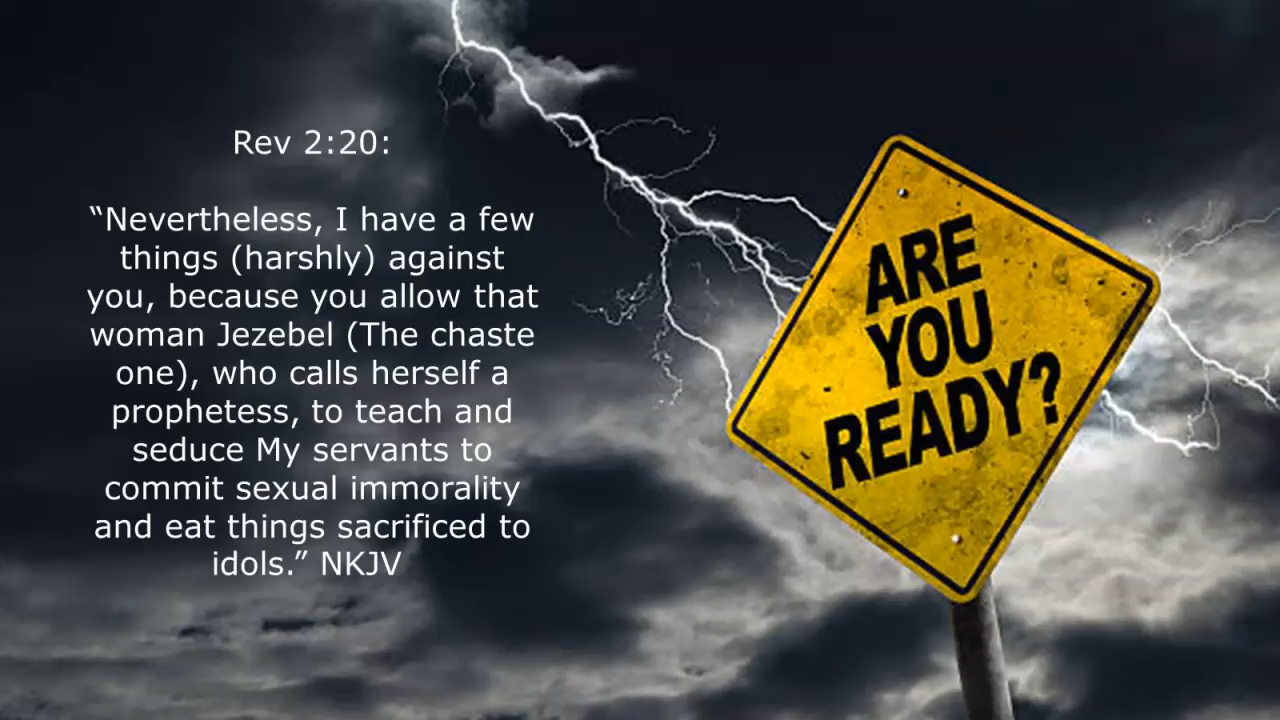 Rev 2:20:
“Nevertheless, I have a few
things (harshly) against
you, because you allow that
woman Jezebel (The chaste
one), who calls herself a
prophetess, to teach and
seduce My servants to
commit sexual immorality
and eat things sacrificed to
idols.” NKJV
ARE
YOU
READY?